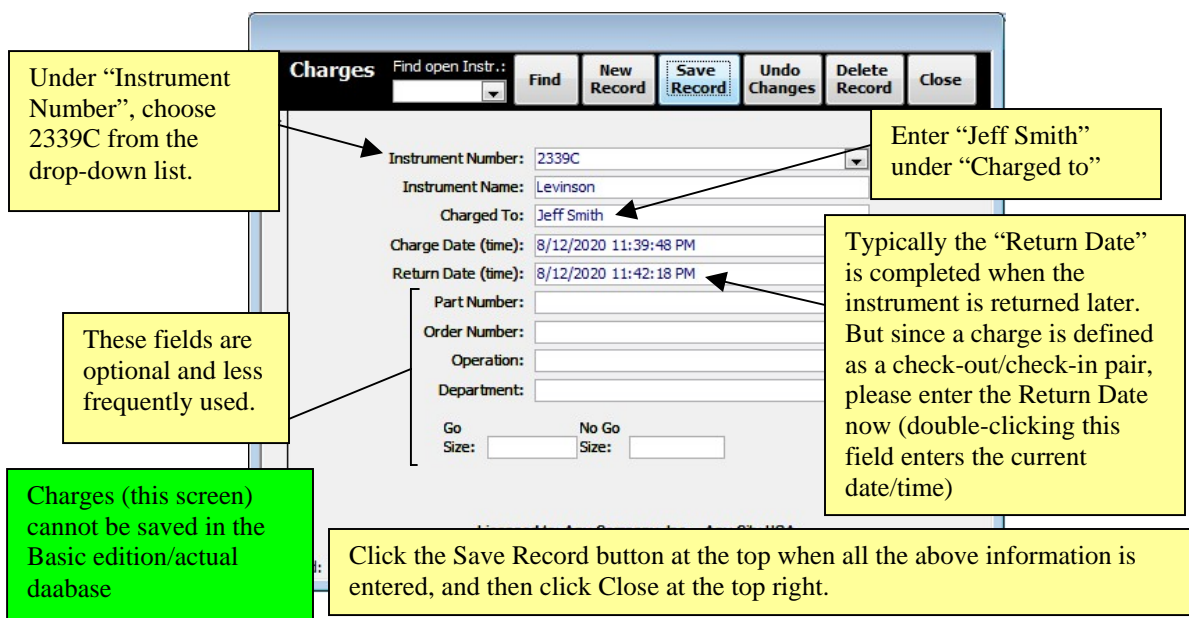 Under “Instrument
Number”, choose
2339C from the
drop-down list.
Charges
Find open Instr.:
Find
New
Record
Save
Record
Undo
Changes
Delete
Record
Close
Enter “Jeff Smith”
under “Charged to”
Instrument Number: 2339C
Instrument Name: Levinson
Charged To: Jeff Smith
Charge Date (time): 8/12/2020 11:39:48 PM
Return Date (time): 8/12/2020 11:42:18 PM
Part Number:
Order Number:
Operation:
Department:
Go
Size:
No Go
Size:
Typically the “Return Date”
is completed when the
instrument is returned later.
But since a charge is defined
as a check-out/check-in pair,
please enter the Return Date
now (double-clicking this
field enters the current
date/time)
These fields are
optional and less
frequently used.
Charges (this screen)
cannot be saved in the
Basic edition/actual
daabase
Click the Save Record button at the top when all the above information is
entered, and then click Close at the top right.